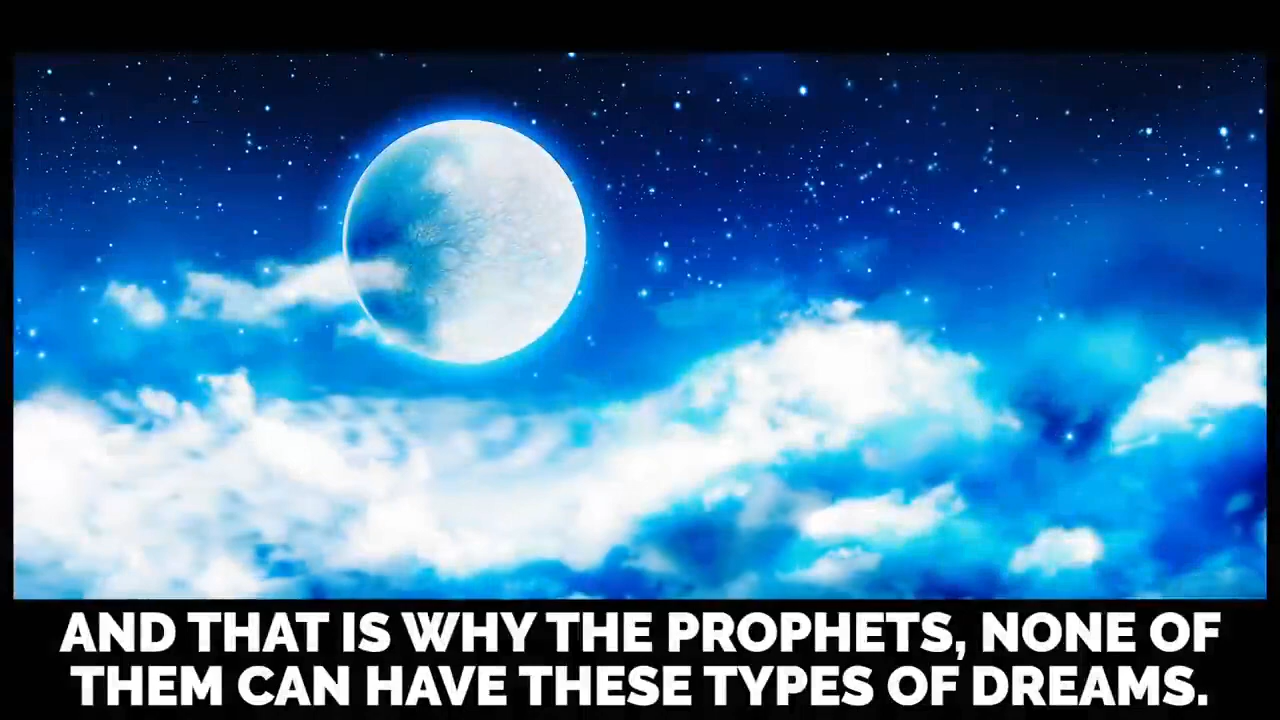 AND THAT IS WHY THE PROPHETS, NONE OF
THEM CAN HAVE THESE TYPES OF DREAMS.